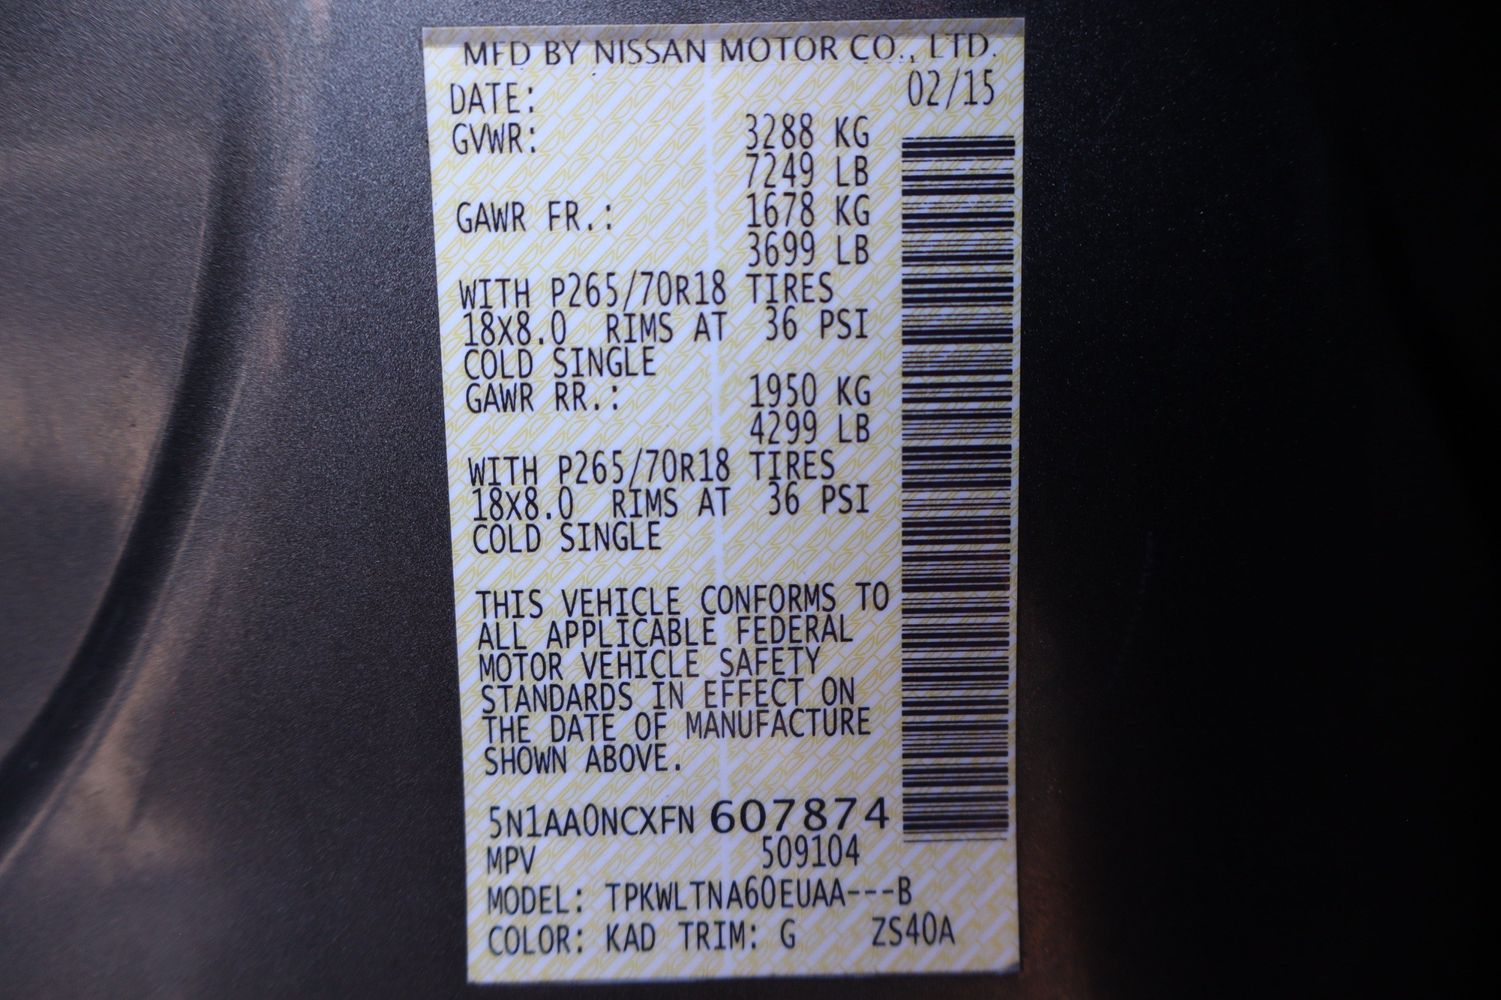 MFD BY NISSAN MOTOR CO., LTD.
DATE: 02/15
GVWR: 3288 KG
7249 LB
GAWR FR.: 1678 KG
3699 LB
WITH P265/70R18 TIRES
18X8.0 RIMS AT 36 PSI
COLD SINGLE
GAWR RR.: 1950 KG
4299 LB
WITH P265/70R18 TIRES
18X8.0 RIMS AT 36 PSI
COLD SINGLE
THIS VEHICLE CONFORMS TO
ALL APPLICABLE FEDERAL
MOTOR VEHICLE SAFETY
STANDARDS IN EFFECT ON
THE DATE OF MANUFACTURE
SHOWN ABOVE.
5N1AA0NCXFN 607874
MPV 509104
MODEL: TPKWLTNA60EUAA---B
COLOR: KAD TRIM: G ZS40A